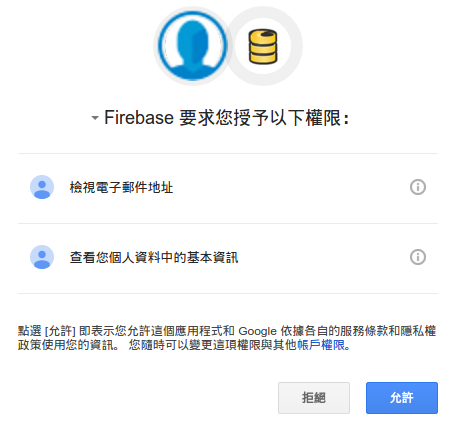 Firebase 要求您授予以下權限：
檢視電子郵件地址
查看您個人資料中的基本資訊
點選 [允許] 即表示您允許這個應用程式和 Google 依據各自的服務條款和隱私權
政策使用您的資訊。 您隨時可以變更這項權限與其他帳戶權限。
拒絕
允許